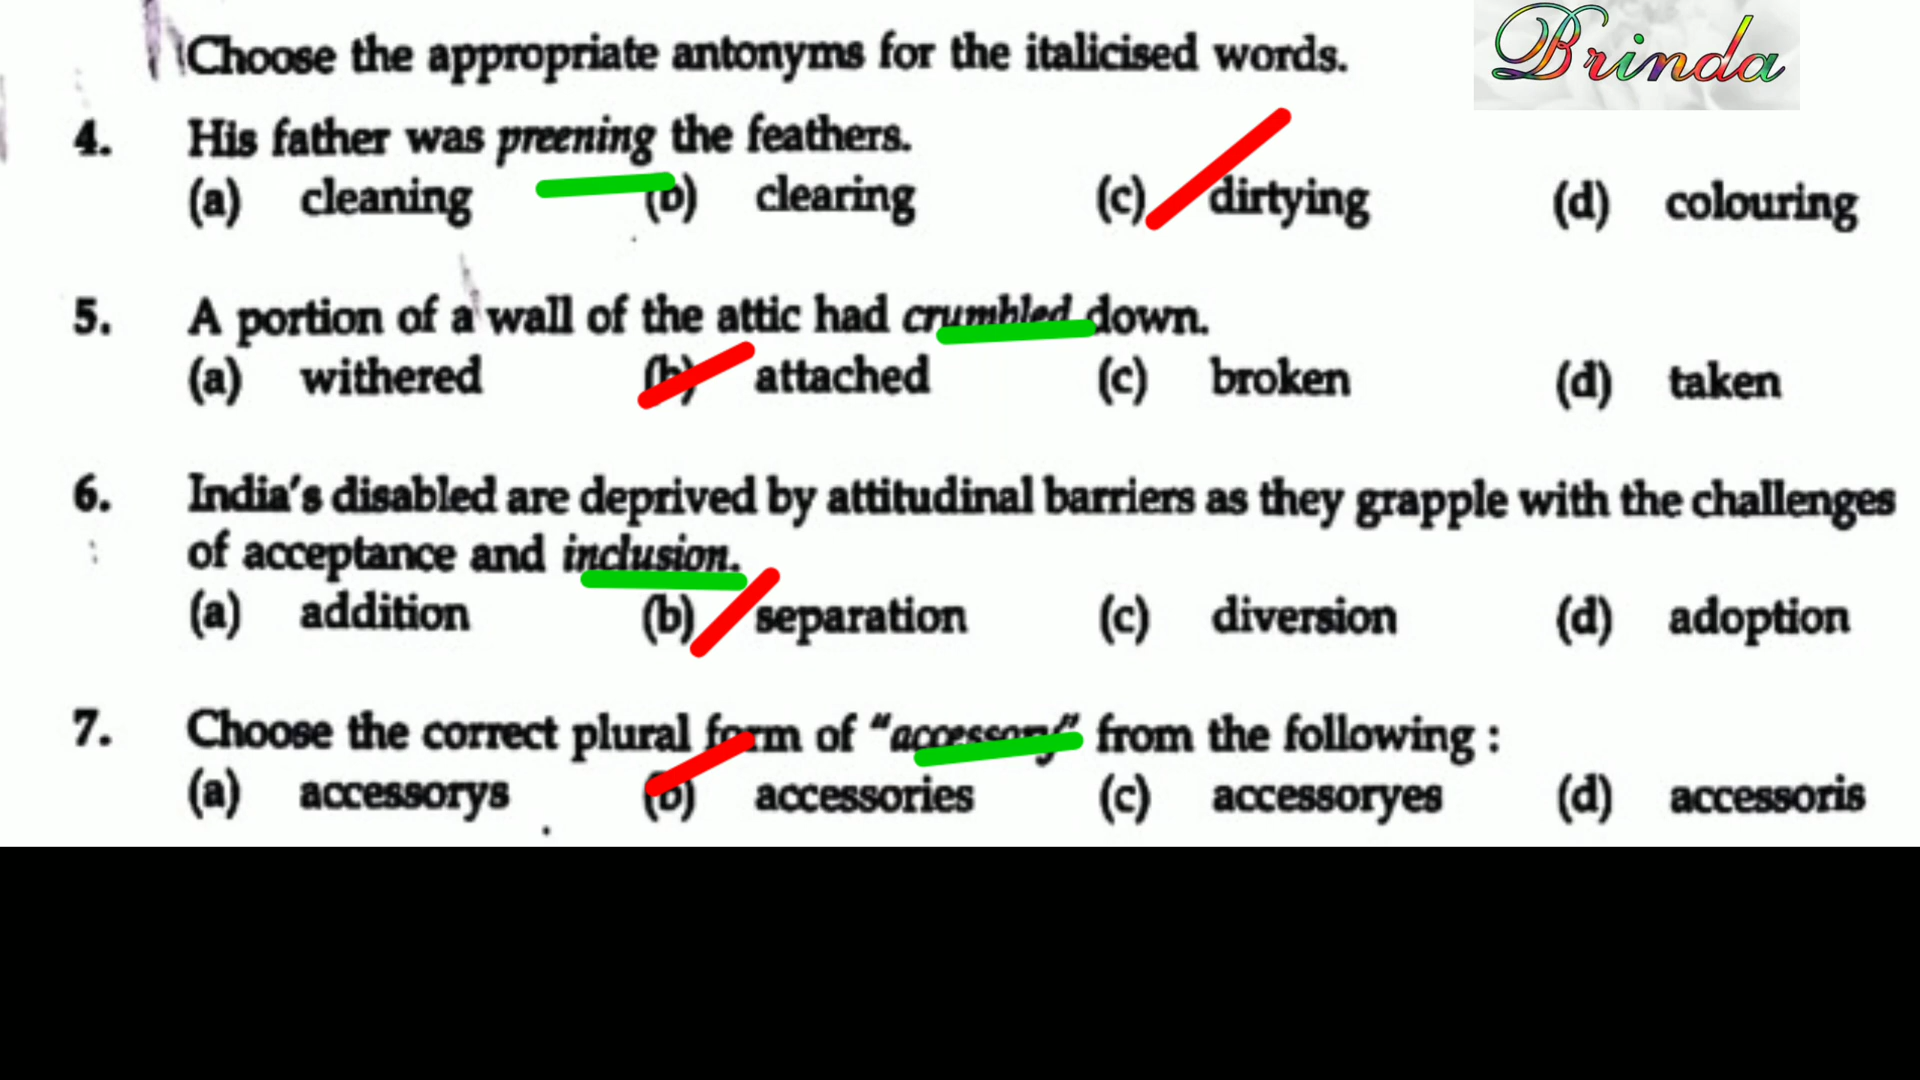 Brinda
Choose the appropriate antonyms for the italicised words.
4. His father was preening the feathers.
(a) cleaning (b) clearing (c) dirtying (d) colouring
5. A portion of a wall of the attic had crumbled down.
(a) withered (b) attached (c) broken (d) taken
6. India's disabled are deprived by attitudinal barriers as they grapple with the challenges
of acceptance and inclusion.
(a) addition (b) separation (c) diversion (d) adoption
7. Choose the correct plural form of "accessory" from the following :
(a) accessorys (b) accessories (c) accessoryes (d) accessoris